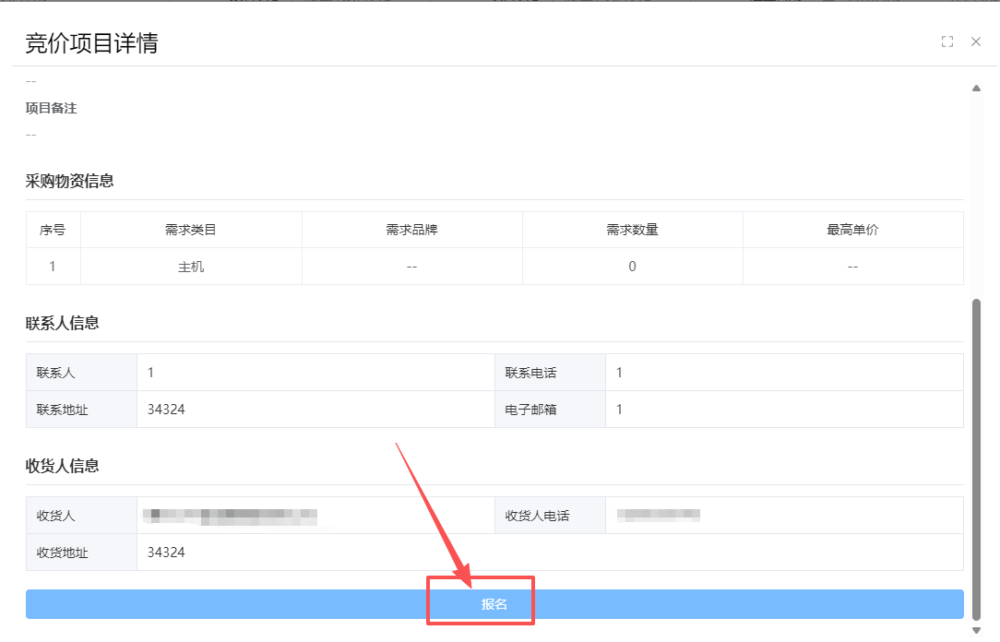 竞价项目详情
--
项目备注
--
采购物资信息
序号 需求类目 需求品牌 需求数量 最高单价
1 主机 -- 0 --
联系人信息
联系人 1 联系电话 1
联系地址 34324 电子邮箱 1
收货人信息
收货人 收货人电话
收货地址 34324
报名